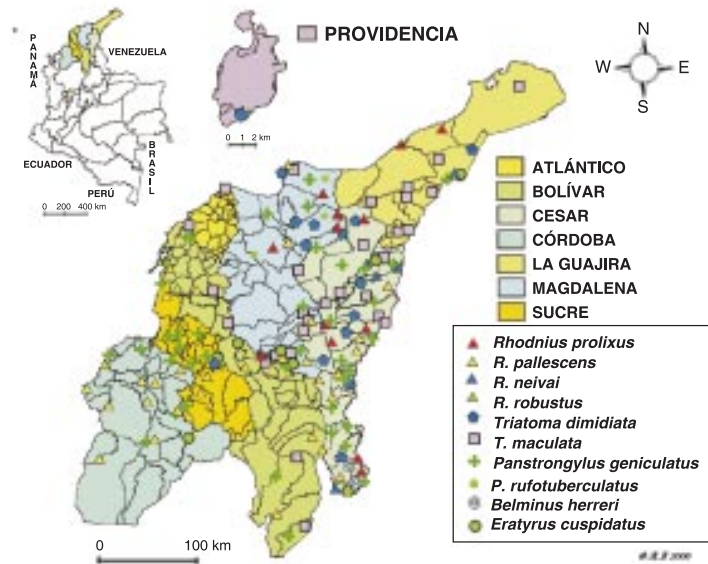 PANAMÁ
VENEZUELA
ECUADOR
BRASIL
PERÚ
0 200 400 km
PROVIDENCIA
0 1 2 km
N
W E
S
ATLÁNTICO
BOLÍVAR
CESAR
CÓRDOBA
LA GUAJIRA
MAGDALENA
SUCRE
Rhodnius prolixus
R. pallescens
R. neivai
R. robustus
Triatoma dimidiata
T. maculata
Panstrongylus geniculatus
P. rufotuberculatus
Belminus herreri
Eratyrus cuspidatus
0 100 km